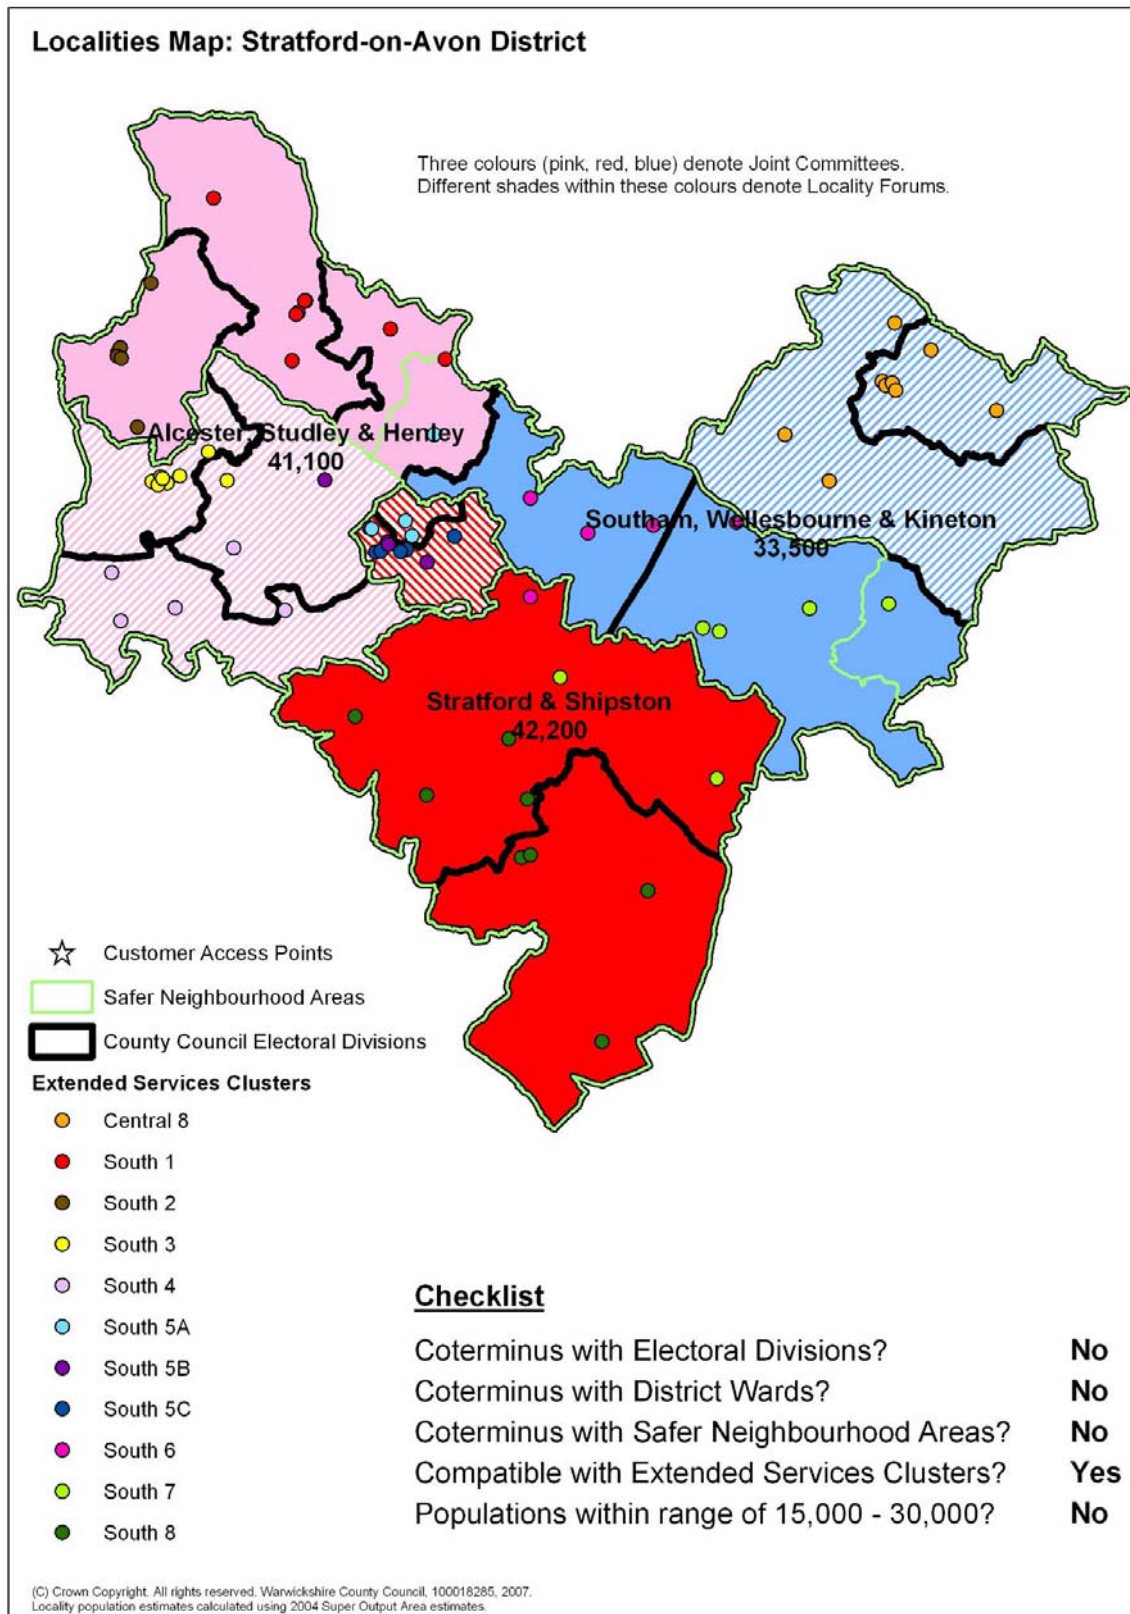 Localities Map: Stratford-on-Avon District
Three colours (pink, red, blue) denote Joint Committees.
Different shades within these colours denote Locality Forums.
Alcester, Studley & Henley
41,100
Southam, Wellesbourne & Kineton
33,500
Stratford & Shipston
42,200
Customer Access Points
Safer Neighbourhood Areas
County Council Electoral Divisions
Extended Services Clusters
Central 8
South 1
South 2
South 3
South 4
South 5A
South 5B
South 5C
South 6
South 7
South 8
Checklist
Coterminus with Electoral Divisions? No
Coterminus with District Wards? No
Coterminus with Safer Neighbourhood Areas? No
Compatible with Extended Services Clusters? Yes
Populations within range of 15,000 - 30,000? No
(C) Crown Copyright. All rights reserved. Warwickshire County Council, 100018285, 2007.
Locality population estimates calculated using 2004 Super Output Area estimates.